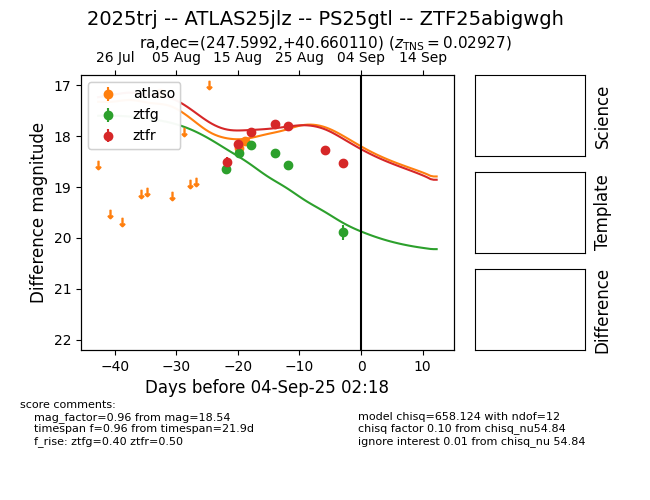 2025trj -- ATLAS25jlz -- PS25gtl -- ZTF25abigwgh
ra,dec=(247.5992,+40.660110) (zTNS = 0.02927)
26 Jul 05 Aug 15 Aug 25 Aug 04 Sep 14 Sep
17
18
19
20
21
22
Difference magnitude
atlaso
ztfg
ztfr
−40 −30 −20 −10 0 10
Days before 04-Sep-25 02:18
Science
Template
Difference
score comments:
mag_factor=0.96 from mag=18.54
timespan f=0.96 from timespan=21.9d
f_rise: ztfg=0.40 ztfr=0.50
model chisq=658.124 with ndof=12
chisq factor 0.10 from chisq_nu54.84
ignore interest 0.01 from chisq_nu 54.84